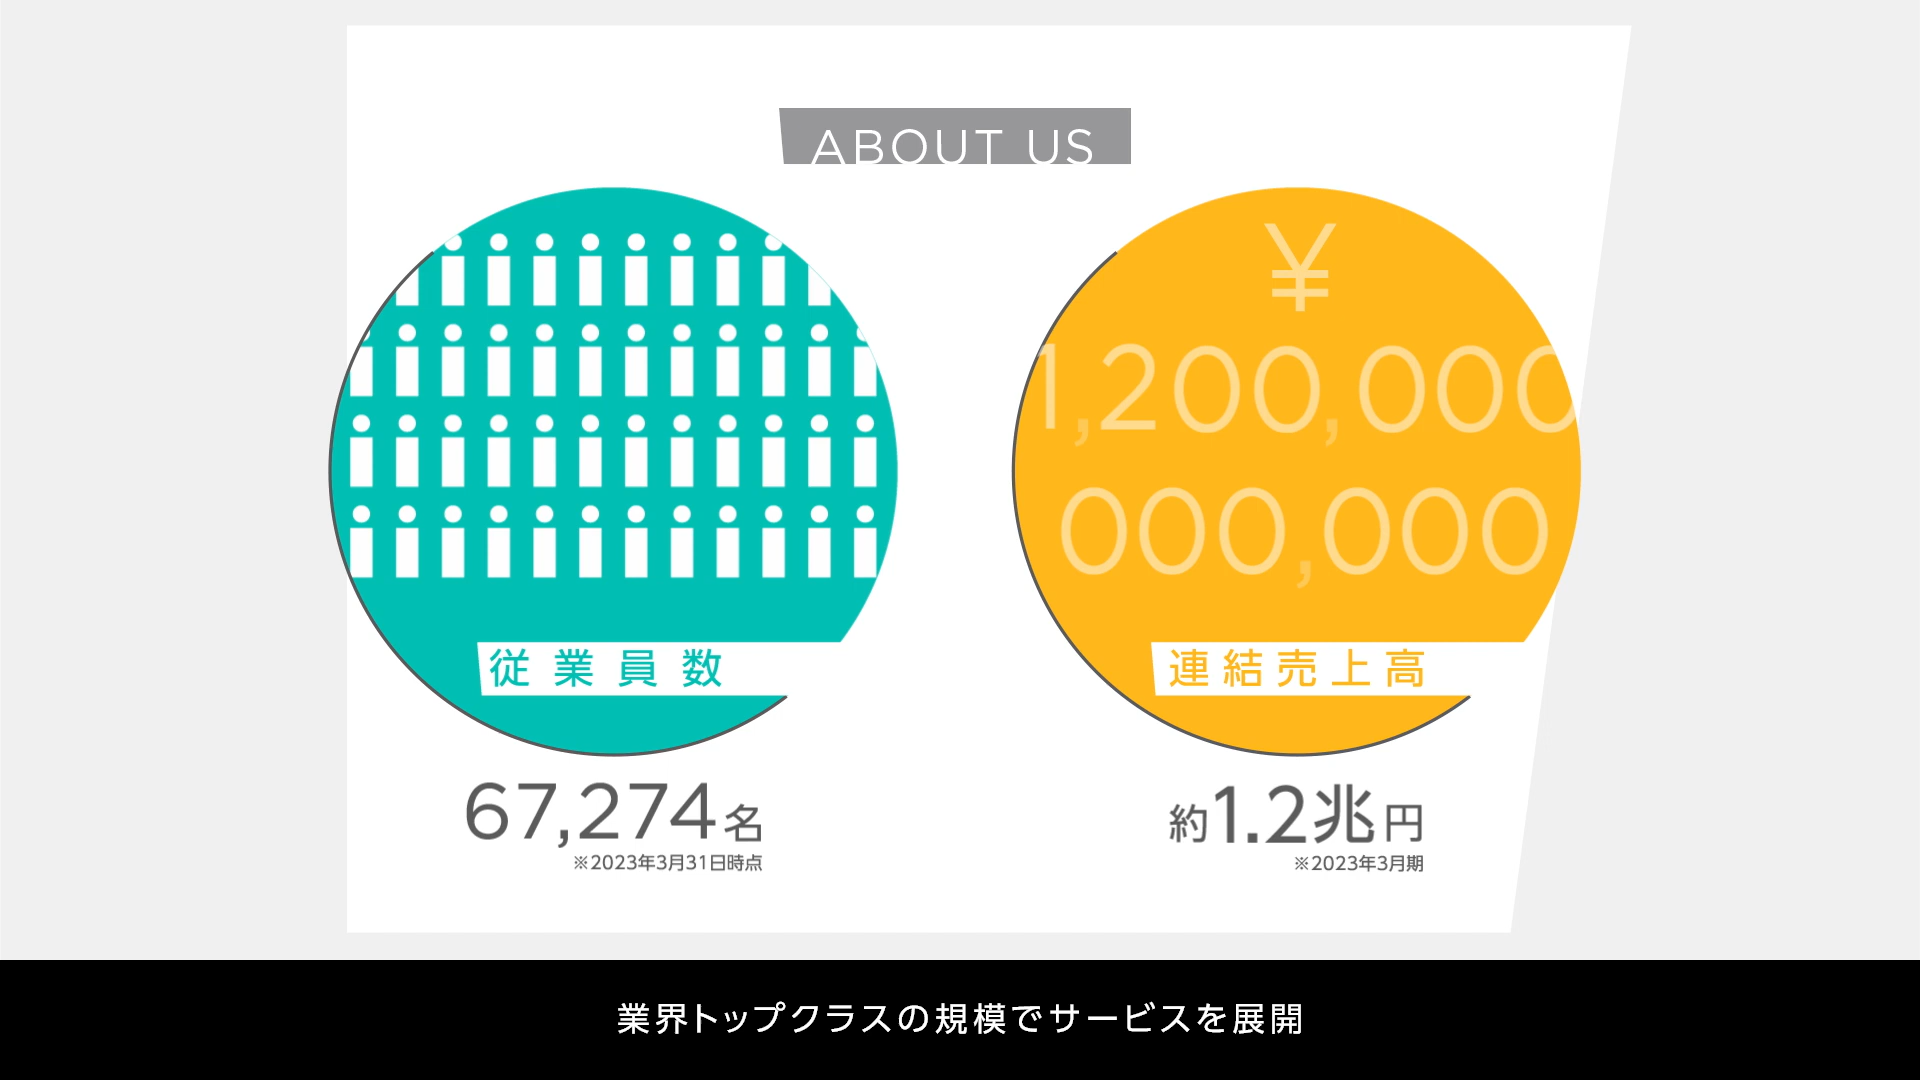 ABOUT US
¥
1,200,000
000,000
従業員数
連結売上高
67,274名
※2023年3月31日時点
約1.2兆円
※2023年3月期
業界トップクラスの規模でサービスを展開